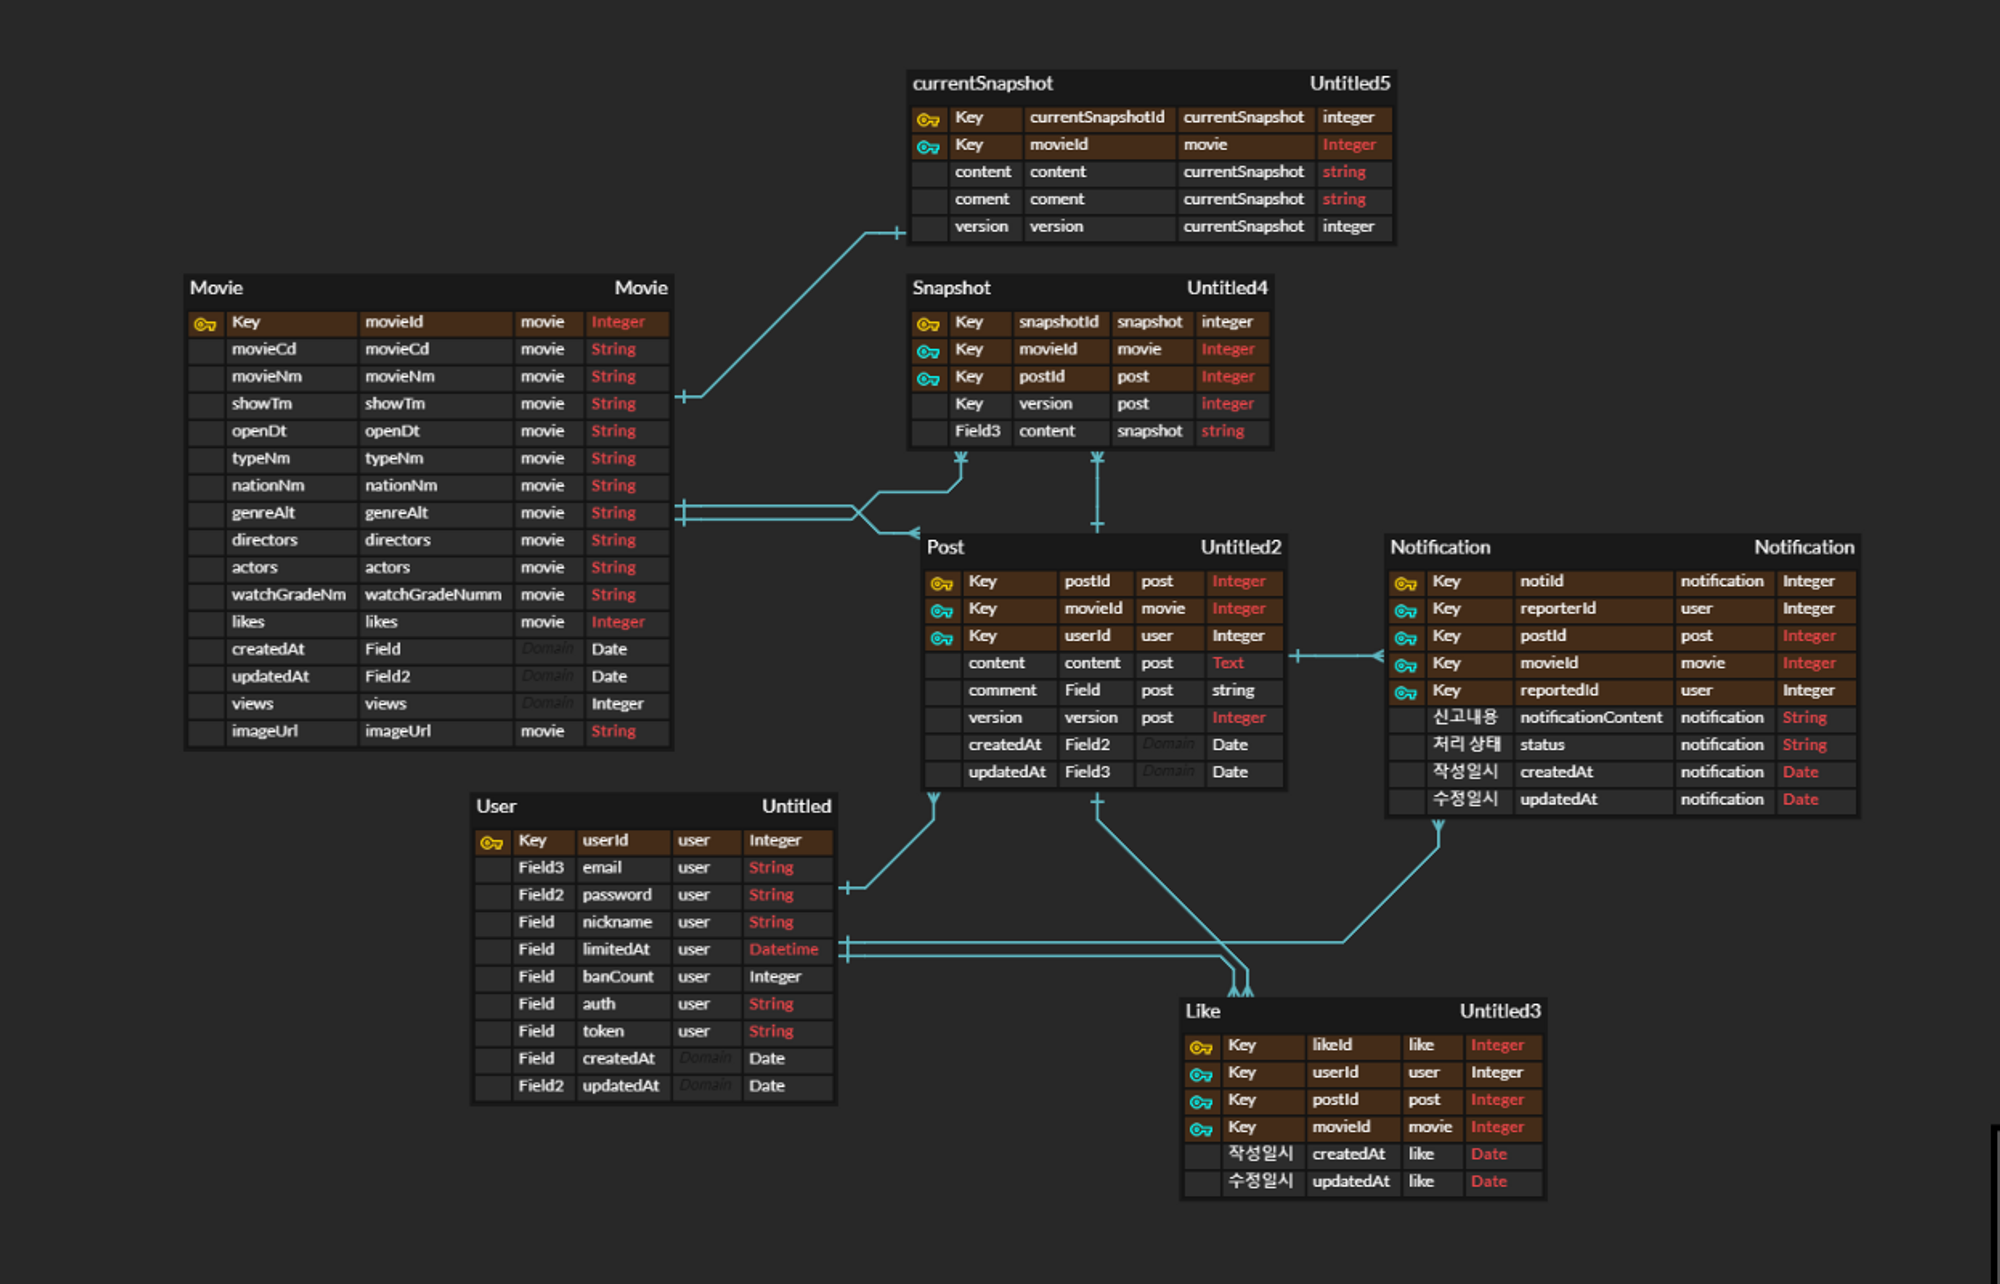 currentSnapshot Untitled5
Key currentSnapshotId currentSnapshot integer
Key movieId movie Integer
content content currentSnapshot string
coment coment currentSnapshot string
version version currentSnapshot integer
Movie Movie
Key movieId movie Integer
movieCd movieCd movie String
movieNm movieNm movie String
showTm showTm movie String
openDt openDt movie String
typeNm typeNm movie String
nationNm nationNm movie String
genreAlt genreAlt movie String
directors directors movie String
actors actors movie String
watchGradeNm watchGradeNumm movie String
likes likes movie Integer
createdAt Field Domain Date
updatedAt Field2 Domain Date
views views Domain Integer
imageUrl imageUrl movie String
Snapshot Untitled4
Key snapshotId snapshot integer
Key movieId movie Integer
Key postId post Integer
Key version post integer
Field3 content snapshot string
Post Untitled2
Key postId post Integer
Key movieId movie Integer
Key userId user Integer
content content post Text
comment Field post string
version version post Integer
createdAt Field2 Domain Date
updatedAt Field3 Domain Date
Notification Notification
Key notiId notification Integer
Key reporterId user Integer
Key postId post Integer
Key movieId movie Integer
Key reportedId user Integer
신고내용 notificationContent notification String
처리 상태 status notification String
작성일시 createdAt notification Date
수정일시 updatedAt notification Date
User Untitled
Key userId user Integer
Field3 email user String
Field2 password user String
Field nickname user String
Field limitedAt user Datetime
Field banCount user Integer
Field auth user String
Field token user String
Field createdAt Domain Date
Field2 updatedAt Domain Date
Like Untitled3
Key likeId like Integer
Key userId user Integer
Key postId post Integer
Key movieId movie Integer
작성일시 createdAt like Date
수정일시 updatedAt like Date